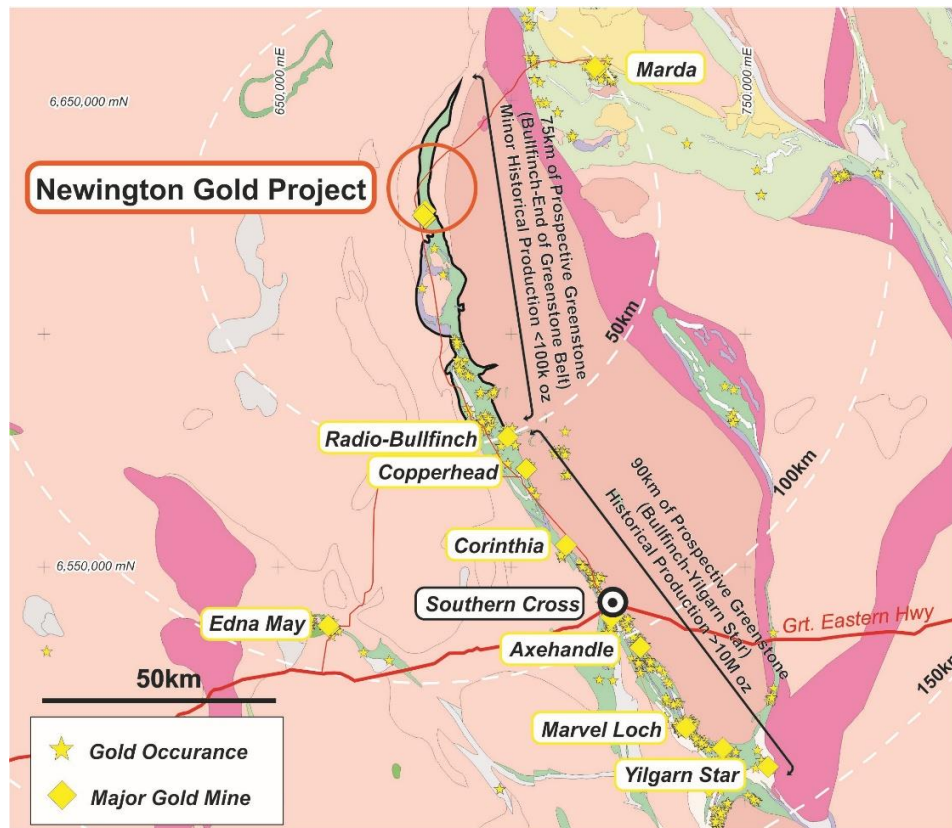 Marda
6,650,000 mN
650,000 mE
750,000 mE
Newington Gold Project
75km of Prospective Greenstone
(Bullfinch-End of Greenstone Belt)
Minor Historical Production <100k oz
50km
Radio-Bullfinch
Copperhead
100km
90km of Prospective Greenstone
(Bullfinch-Yilgarn Star)
Historical Production >10M oz
Corinthia
6,550,000 mN
Southern Cross
Edna May
Grt. Eastern Hwy
Axehandle
150km
50km
Marvel Loch
Yilgarn Star
Gold Occurance
Major Gold Mine